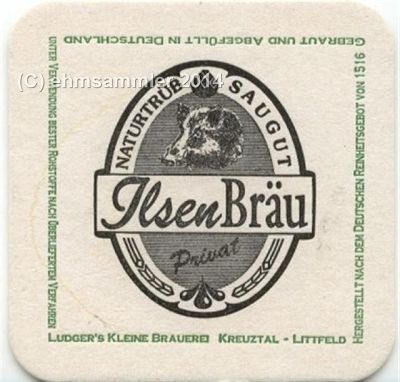 GEBRAUT UND ABGEFÜLLT IN DEUTSCHLAND
(C) ehmsammler 2014
NATURTRÜB SAUGUT
IlsenBräu
Privat
UNTER VERWENDUNG BESTER ROHSTOFFE NACH ÜBERLIEFERTEN VERFAHREN
HERGESTELLT NACH DEM DEUTSCHEN REINHEITSGEBOT VON 1516
LUDGER'S KLEINE BRAUEREI KREUZTAL - LITTFELD